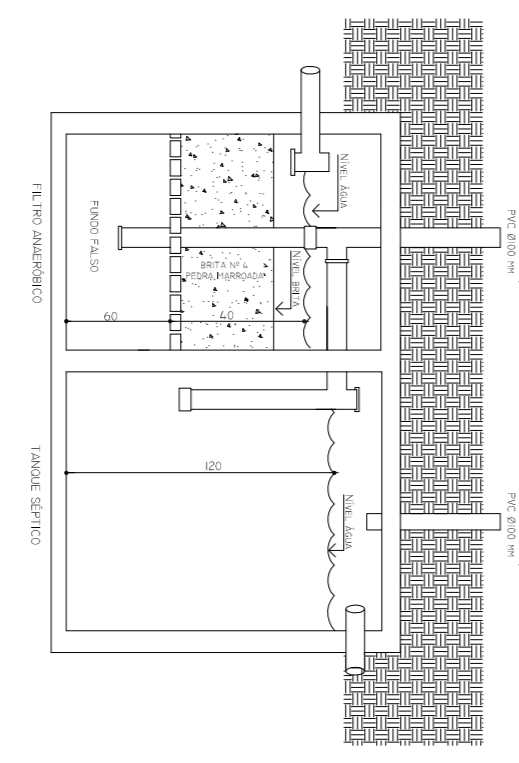 PVC Ø100 MM
PVC Ø100 MM
NÍVEL ÁGUA
NÍVEL BRITA
BRITA Nº 4
PEDRA MARROADA
40
60
FUNDO FALSO
FILTRO ANAERÓBICO
NÍVEL ÁGUA
120
TANQUE SÉPTICO